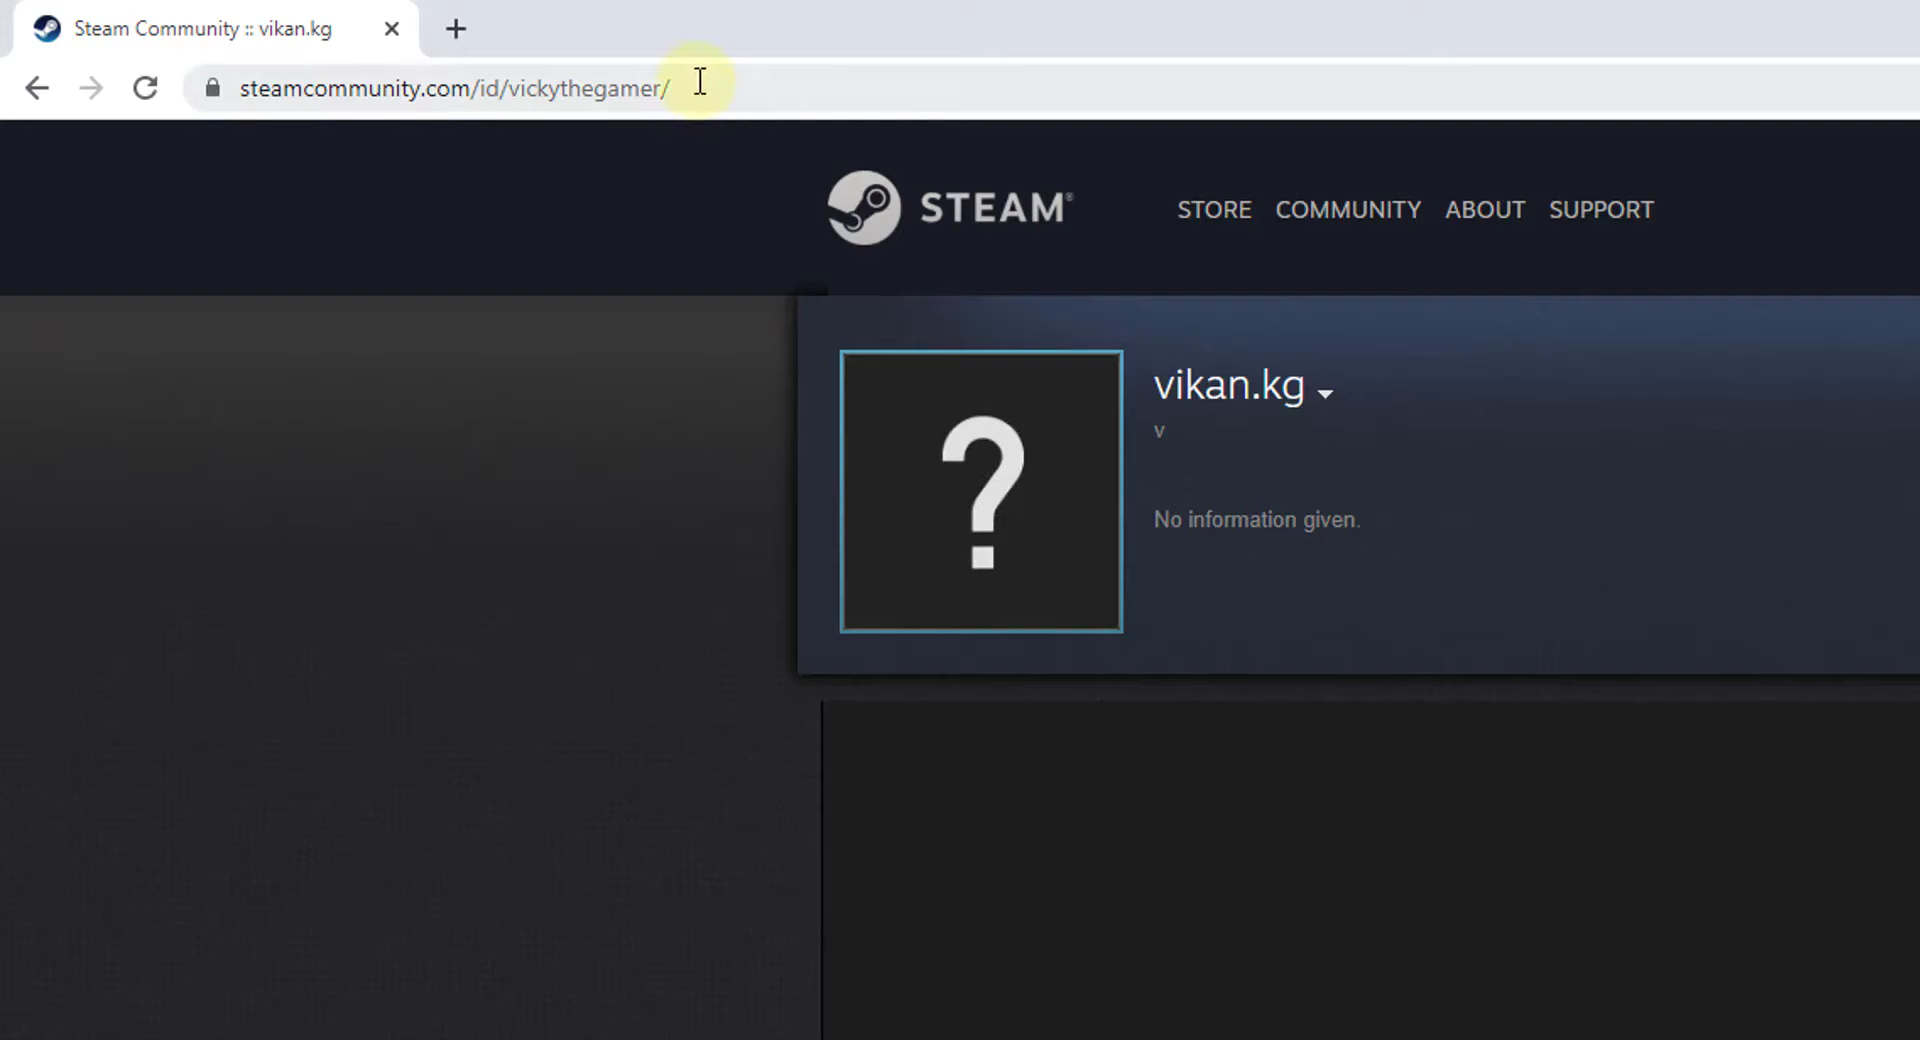 Steam Community :: vikan.kg
steamcommunity.com/id/vickythegamer/
STEAM®
STORE COMMUNITY ABOUT SUPPORT
vikan.kg
v
No information given.
?